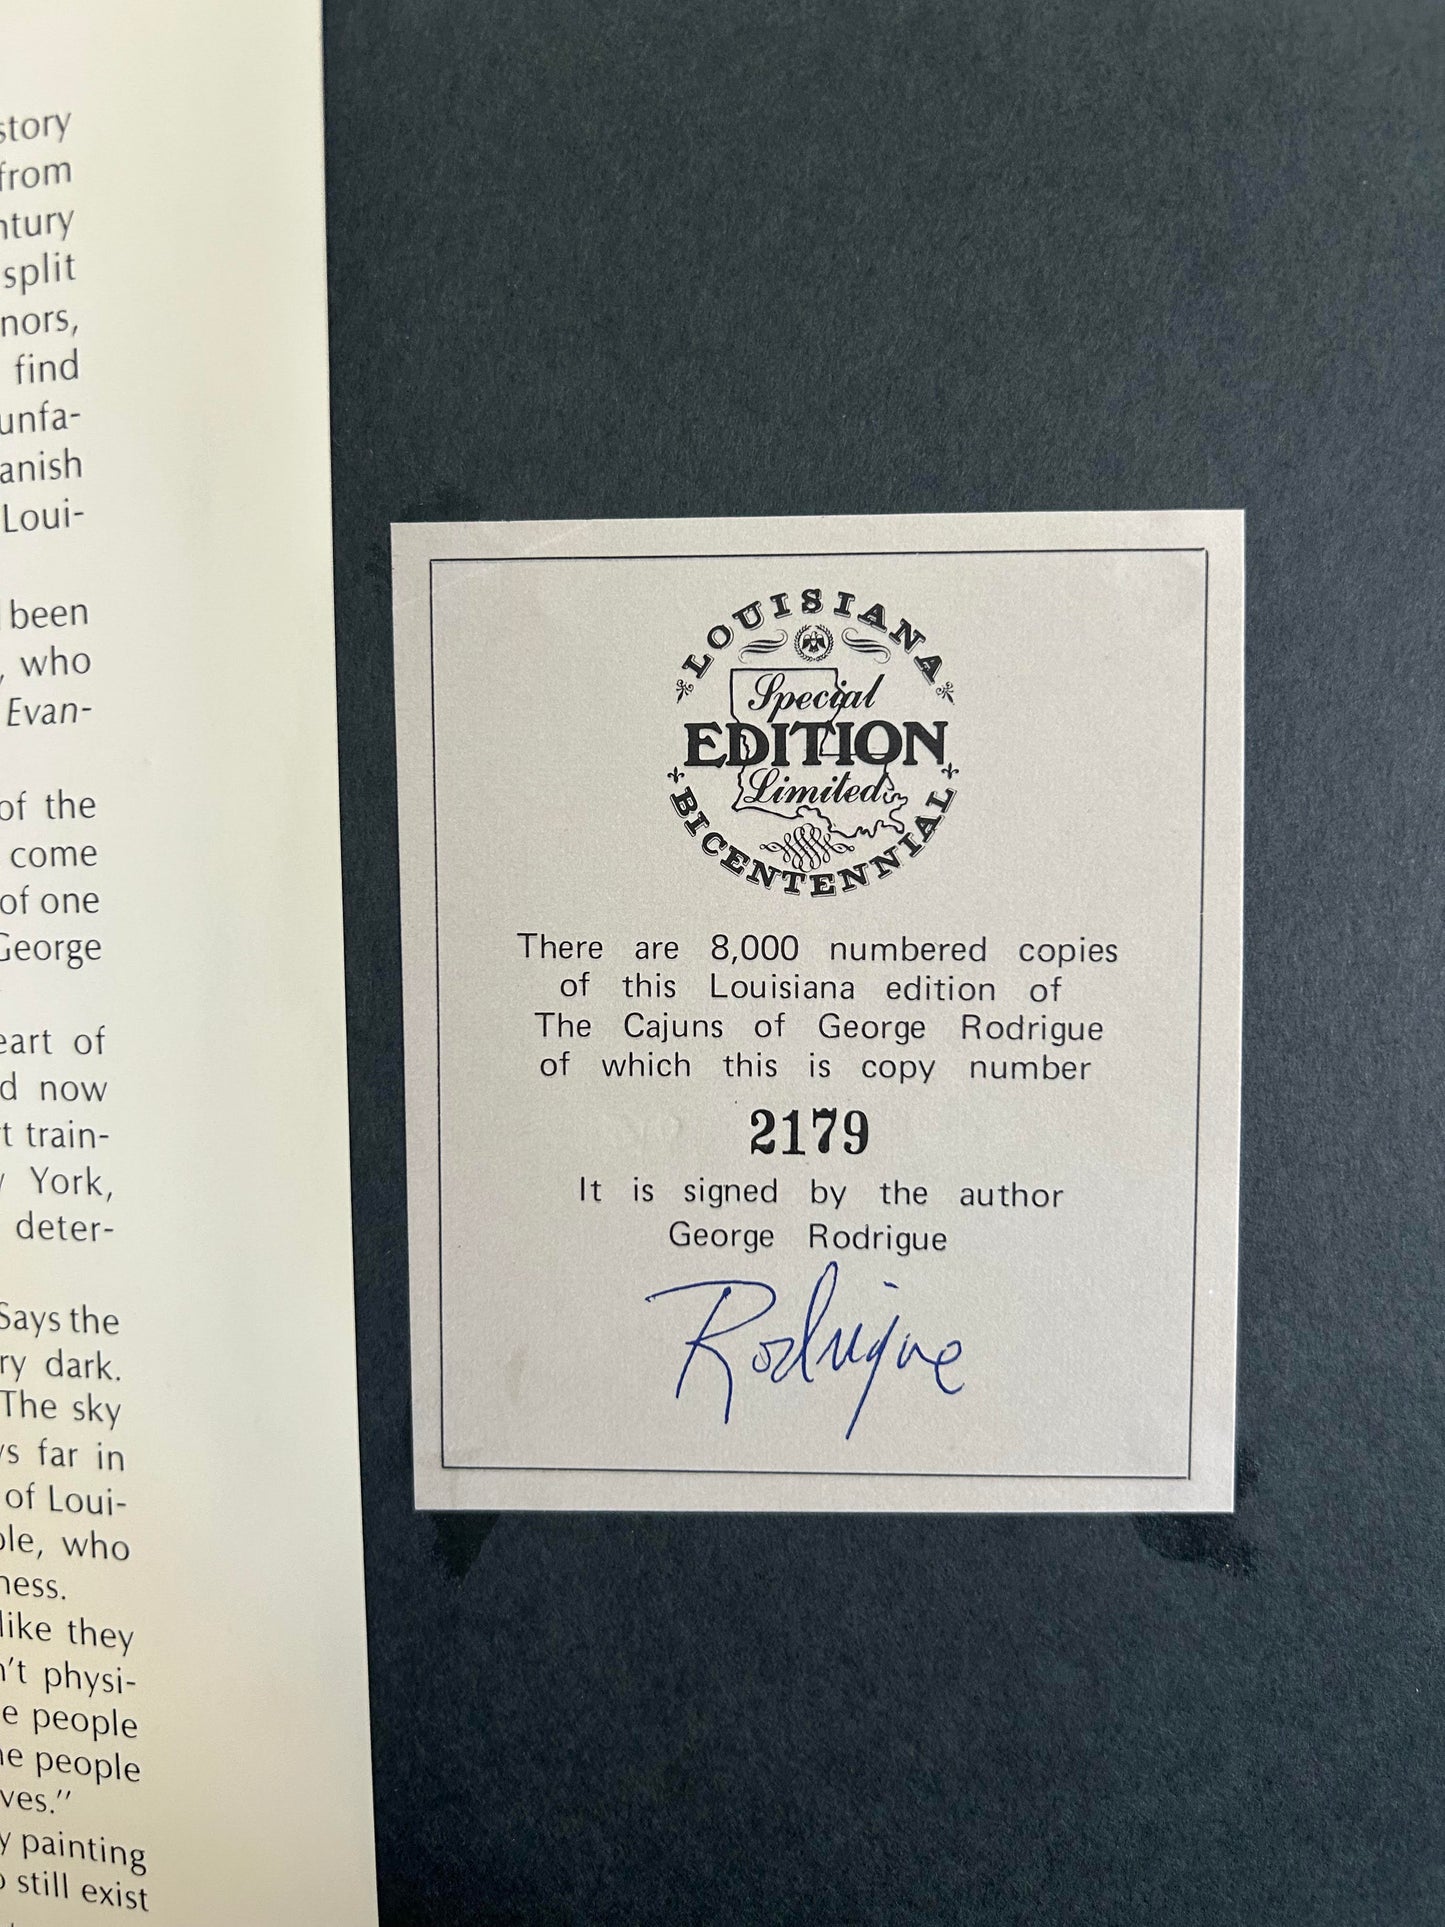 story
from
ntury
split
nors,
find
unfa-
anish
Loui-
been
, who
Evan-
of the
come
of one
George
eart of
d now
t train-
York,
deter-
Says the
ry dark.
The sky
ys far in
of Loui-
ple, who
ness.
like they
n't physi-
e people
he people
ves."
y painting
o still exist
LOUISIANA
Special
EDITION
Limited
BICENTENNIAL
There are 8,000 numbered copies
of this Louisiana edition of
The Cajuns of George Rodrigue
of which this is copy number
2179
It is signed by the author
George Rodrigue
Rodrigue